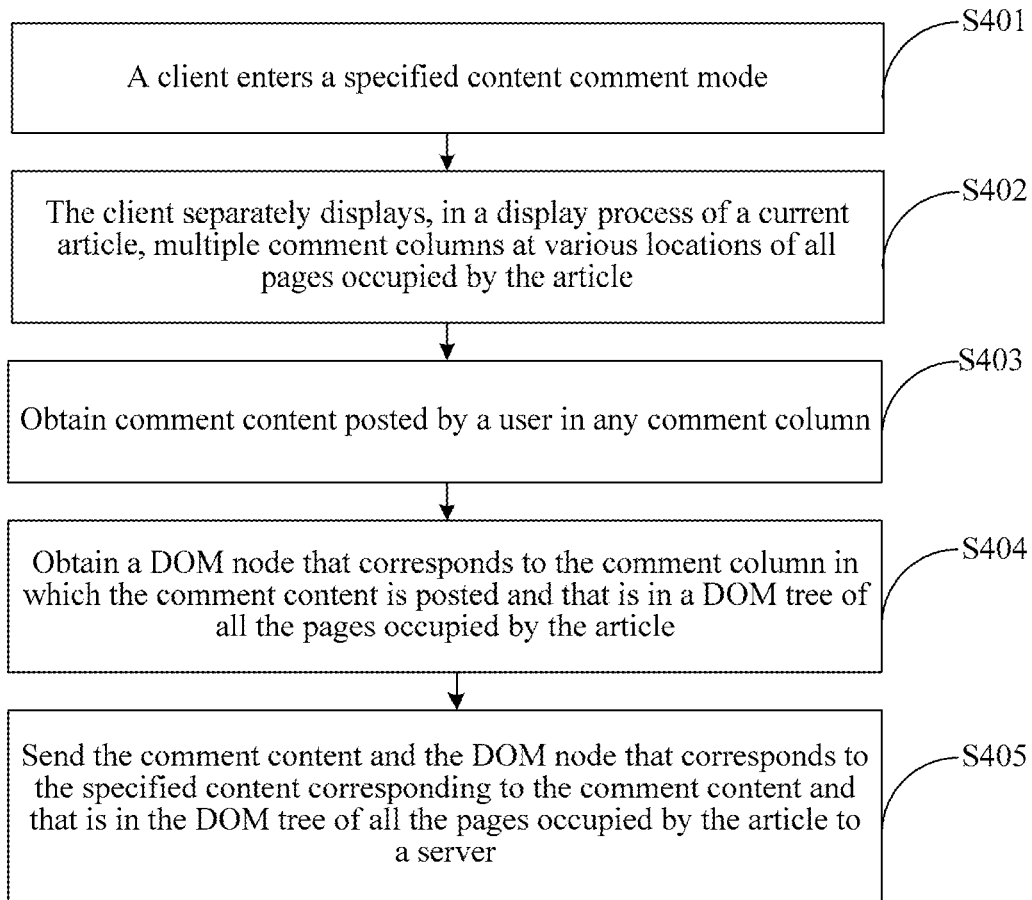 S401
A client enters a specified content comment mode
S402
The client separately displays, in a display process of a current
article, multiple comment columns at various locations of all
pages occupied by the article
S403
Obtain comment content posted by a user in any comment column
S404
Obtain a DOM node that corresponds to the comment column in
which the comment content is posted and that is in a DOM tree of
all the pages occupied by the article
S405
Send the comment content and the DOM node that corresponds to
the specified content corresponding to the comment content and
that is in the DOM tree of all the pages occupied by the article to
a server